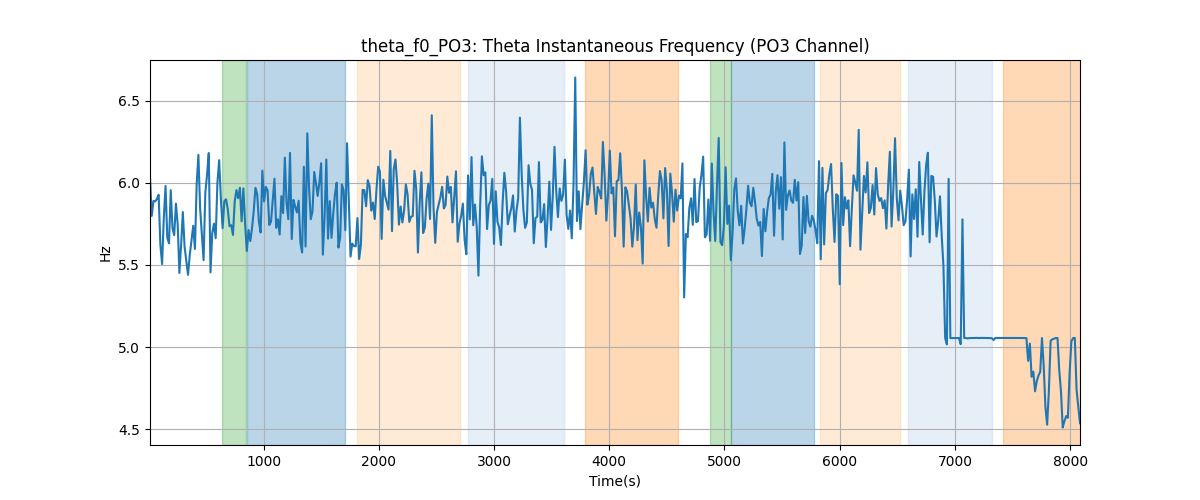 theta_f0_PO3: Theta Instantaneous Frequency (PO3 Channel)
6.5
6.0
5.5
5.0
4.5
Hz
1000 2000 3000 4000 5000 6000 7000 8000
Time(s)